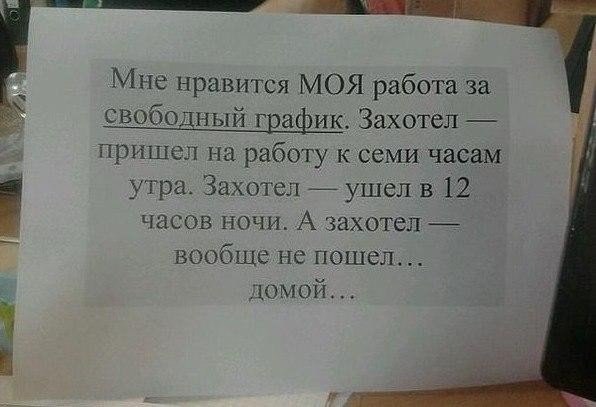 Мне нравится МОЯ работа за
свободный график. Захотел —
пришел на работу к семи часам
утра. Захотел — ушел в 12
часов ночи. А захотел —
вообще не пошел...
домой...